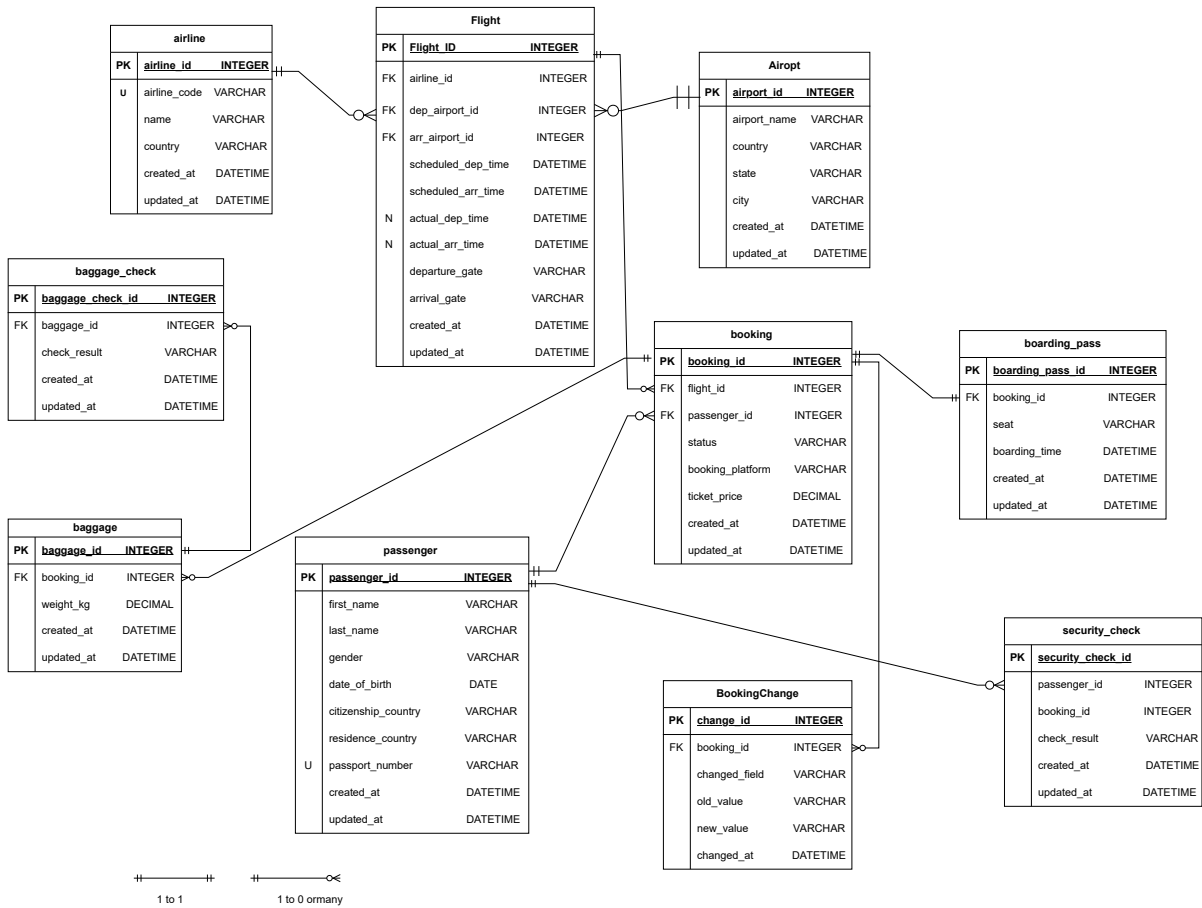 airline
PK airline_id INTEGER
U airline_code VARCHAR
name VARCHAR
country VARCHAR
created_at DATETIME
updated_at DATETIME
Flight
PK Flight_ID INTEGER
FK airline_id INTEGER
FK dep_airport_id INTEGER
FK arr_airport_id INTEGER
scheduled_dep_time DATETIME
scheduled_arr_time DATETIME
N actual_dep_time DATETIME
N actual_arr_time DATETIME
departure_gate VARCHAR
arrival_gate VARCHAR
created_at DATETIME
updated_at DATETIME
Airopt
PK airport_id INTEGER
airport_name VARCHAR
country VARCHAR
state VARCHAR
city VARCHAR
created_at DATETIME
updated_at DATETIME
baggage_check
PK baggage_check_id INTEGER
FK baggage_id INTEGER
check_result VARCHAR
created_at DATETIME
updated_at DATETIME
booking
PK booking_id INTEGER
FK flight_id INTEGER
FK passenger_id INTEGER
status VARCHAR
booking_platform VARCHAR
ticket_price DECIMAL
created_at DATETIME
updated_at DATETIME
boarding_pass
PK boarding_pass_id INTEGER
FK booking_id INTEGER
seat VARCHAR
boarding_time DATETIME
created_at DATETIME
updated_at DATETIME
baggage
PK baggage_id INTEGER
FK booking_id INTEGER
weight_kg DECIMAL
created_at DATETIME
updated_at DATETIME
passenger
PK passenger_id INTEGER
first_name VARCHAR
last_name VARCHAR
gender VARCHAR
date_of_birth DATE
citizenship_country VARCHAR
residence_country VARCHAR
U passport_number VARCHAR
created_at DATETIME
updated_at DATETIME
BookingChange
PK change_id INTEGER
FK booking_id INTEGER
changed_field VARCHAR
old_value VARCHAR
new_value VARCHAR
changed_at DATETIME
security_check
PK security_check_id
passenger_id INTEGER
booking_id INTEGER
check_result VARCHAR
created_at DATETIME
updated_at DATETIME
1 to 1
1 to 0 ormany